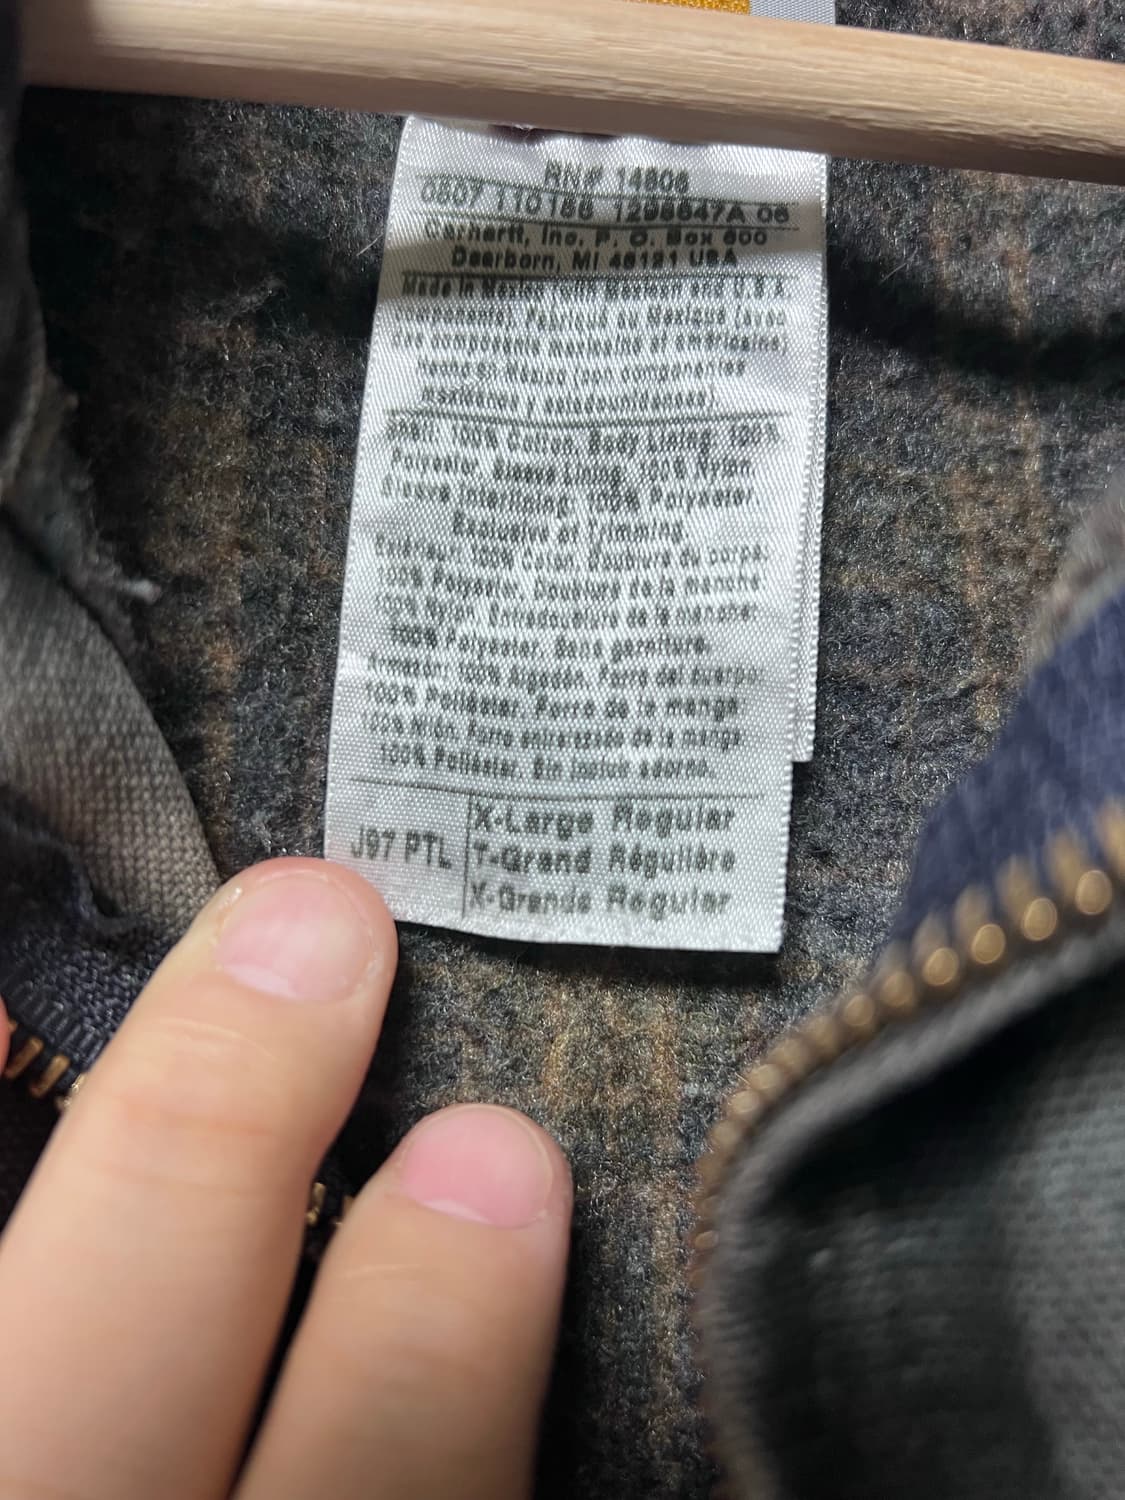 RN# 14806
0807 110186 1298647A 06
Carhartt, Inc. P. O. Box 600
Dearborn, MI 48121 USA
Made in Mexico with Mexican and U.S.A.
components. Fabriqué au Mexique (avec
des composants mexicains et américains)
hecho en México (con componentes
mexicanos y estadounidenses).
Shell: 100% Cotton. Body Lining: 100%
Polyester. Sleeve Lining: 100% Nylon
Sleeve Interlining: 100% Polyester.
Exclusive of Trimming.
Extérieur: 100% Coton. Doublure du corps:
100% Polyester. Doublure de la manche
100% Nylon. Entredoublure de la manche:
100% Polyester. Sans garniture.
100% Algodón. Forro del cuerpo
100% Poliéster. Forro de la manga
100% Nilon. Forro de la manga
100% Poliéster. Sin incluir adorno.
J97 PTL
X-Large Regular
T-Grand Régulière
X-Grande Regular